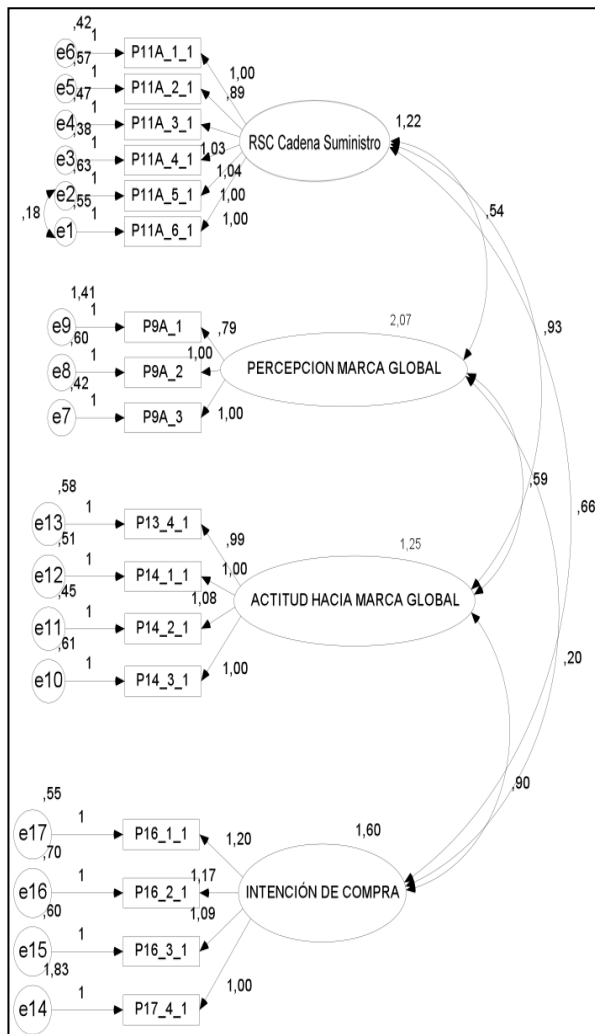 ,42
e6 1 P11A_1_1
,57
1,00
e5 1 P11A_2_1
,89
,47
e4 1 P11A_3_1
RSC Cadena Suministro
1,22
,38
e3 1 P11A_4_1
1,03
,63
e2 1 P11A_5_1
1,04
,55
1,00
,18
e1 1 P11A_6_1
1,00
,54
1,41
e9 1 P9A_1
,79
2,07
,93
,60
e8 1 P9A_2
1,00
PERCEPCION MARCA GLOBAL
,42
e7 1 P9A_3
1,00
,59
,66
,58
e13 1 P13_4_1
,99
1,25
,51
e12 1 P14_1_1
1,00
ACTITUD HACIA MARCA GLOBAL
,45
1,08
e11 1 P14_2_1
,61
,20
e10 1 P14_3_1
1,00
,90
,55
e17 1 P16_1_1
1,20
1,60
,70
e16 1 P16_2_1
1,17
INTENCIÓN DE COMPRA
,60
1,09
e15 1 P16_3_1
1,83
e14 1 P17_4_1
1,00